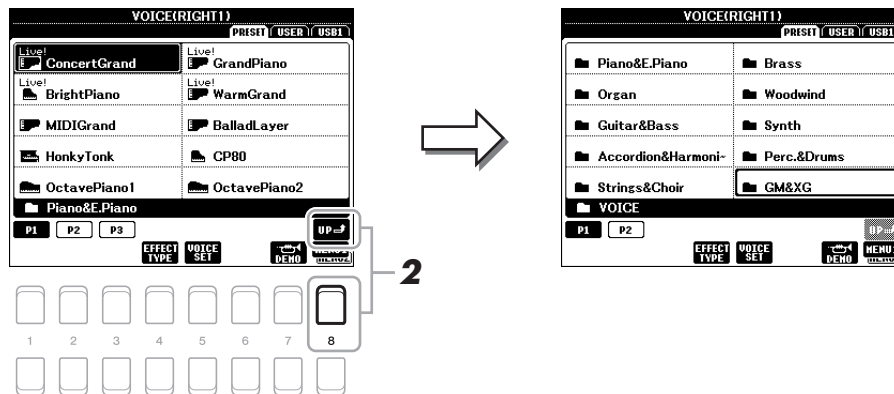 VOICE(RIGHT1)
PRESET USER USB1
Live! ConcertGrand
Live! GrandPiano
Live! BrightPiano
Live! WarmGrand
MIDIGrand
BalladLayer
HonkyTonk
CP80
OctavePiano1
OctavePiano2
Piano&E.Piano
P1 P2 P3 UP
EFFECT TYPE
VOICE SET
DEMO
MENU1
MENU2
2
1 2 3 4 5 6 7 8
VOICE(RIGHT1)
PRESET USER USB1
Piano&E.Piano
Brass
Organ
Woodwind
Guitar&Bass
Synth
Accordion&Harmoni~
Perc.&Drums
Strings&Choir
GM&XG
VOICE
P1 P2 UP
EFFECT TYPE
VOICE SET
DEMO